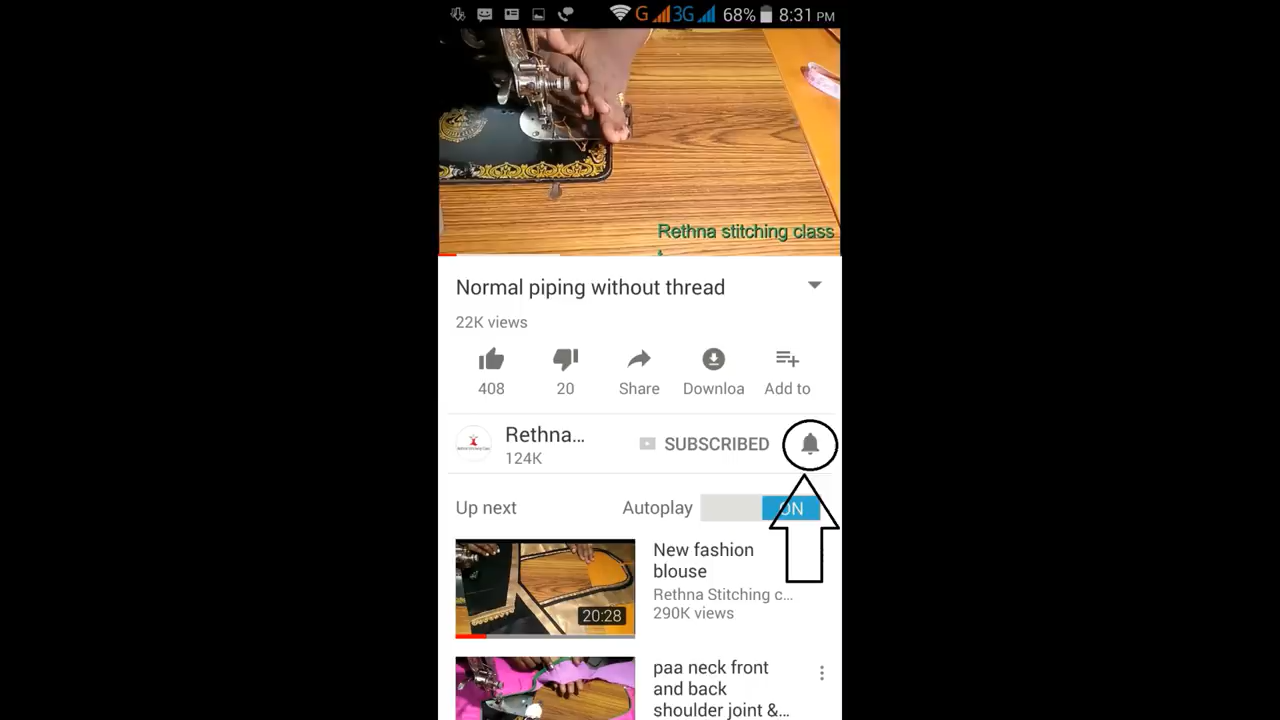 G 3G 68% 8:31 PM
Rethna stitching class
Normal piping without thread
22K views
408 20 Share Downloa Add to
Rethna… SUBSCRIBED
124K
Up next Autoplay ON
New fashion
blouse
Rethna Stitching c…
290K views
20:28
paa neck front
and back
shoulder joint &…